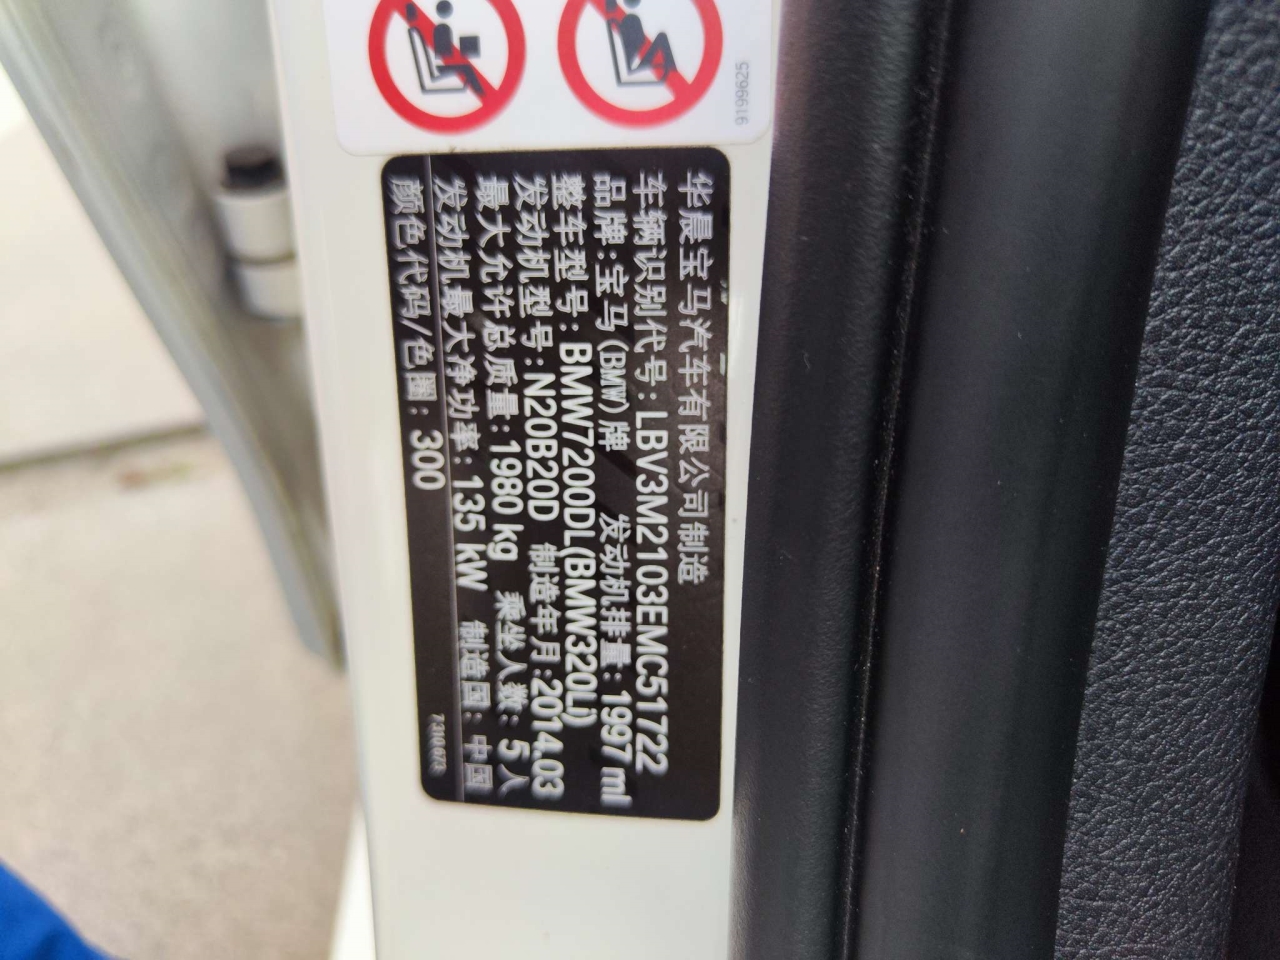 9199925
华晨宝马汽车有限公司制造
车辆识别代号：LBV3M2103EMC51722
品牌：宝马(BMW)牌 发动机排量：1997 ml
整车型号：BMW7200DL(BMW320Li)
发动机型号：N20B20D 制造年月：2014.03
最大允许总质量：1980 kg 乘坐人数：5人
发动机最大净功率：135 kW 制造国：中国
颜色代码/色圈：300